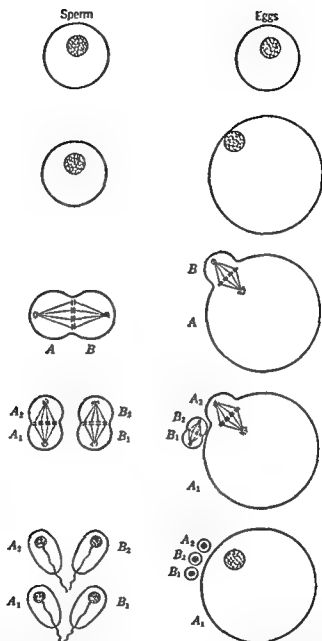 Sperm Eggs
B
A
A B
A₂ B₂ A₂
B₂
A₁ B₁ B₁
A₁
A₂ B₂ A₂
B₂
B₁
A₁ B₁ A₁